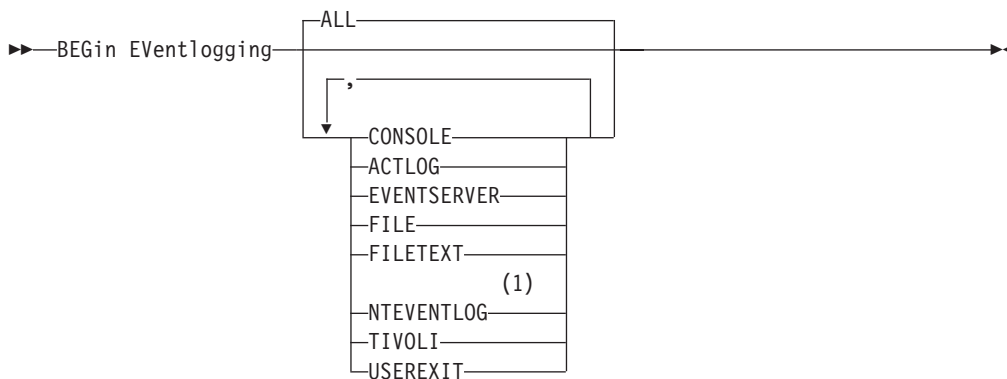 ALL
BEGin EVentlogging
,
CONSOLE
ACTLOG
EVENTSERVER
FILE
FILETEXT
(1)
NTEVENTLOG
TIVOLI
USEREXIT